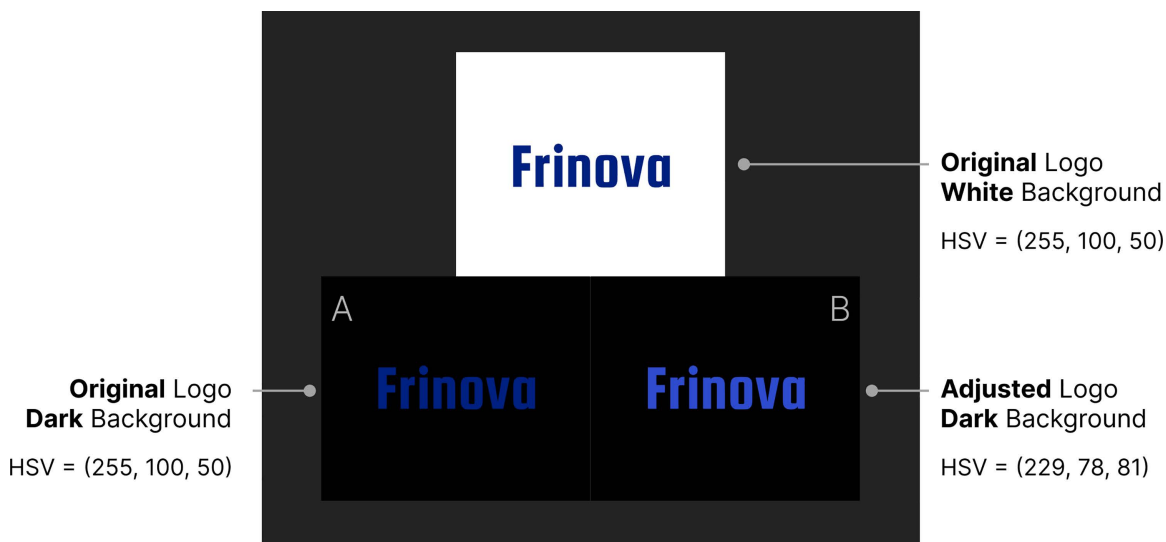 Frinova
Original Logo
White Background
HSV = (255, 100, 50)
A
B
Frinova
Frinova
Original Logo
Dark Background
HSV = (255, 100, 50)
Adjusted Logo
Dark Background
HSV = (229, 78, 81)